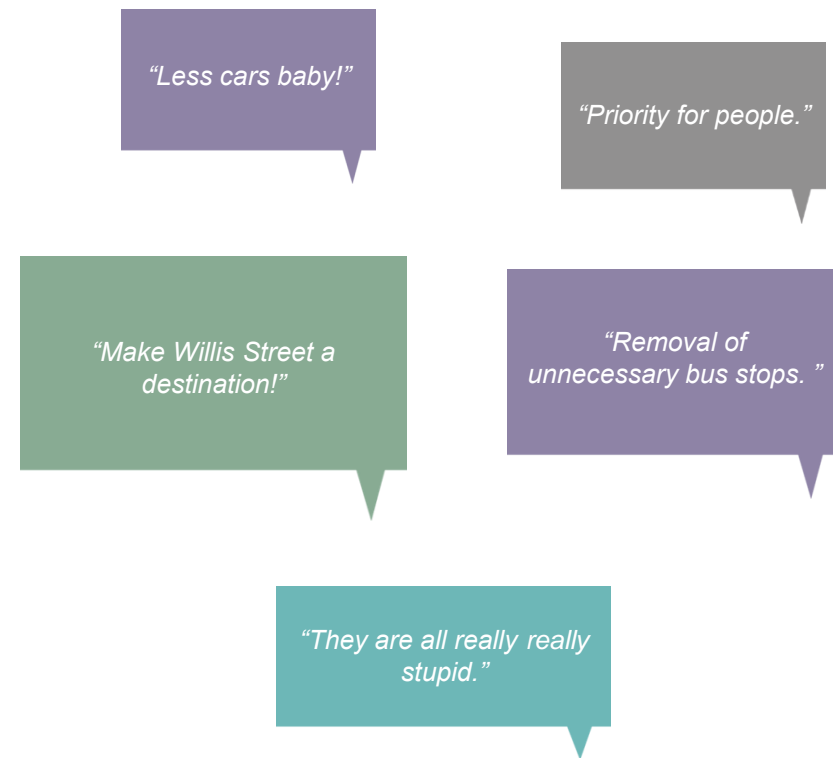 “Less cars baby!”
“Priority for people.”
“Make Willis Street a
destination!”
“Removal of
unnecessary bus stops. ”
“They are all really really
stupid.”